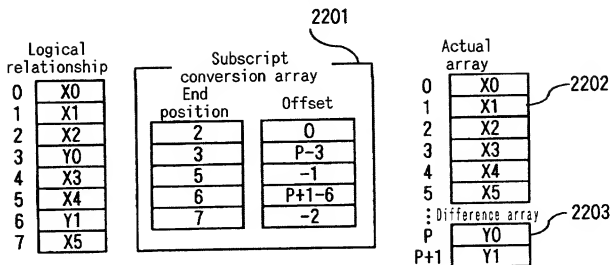 2201
Logical
relationship
0 X0
1 X1
2 X2
3 Y0
4 X3
5 X4
6 Y1
7 X5
Subscript
conversion array
End
position
Offset
2 0
3 P-3
5 -1
6 P+1-6
7 -2
Actual
array
0 X0
1 X1
2 X2
3 X3
4 X4
5 X5
2202
Difference array
2203
P Y0
P+1 Y1